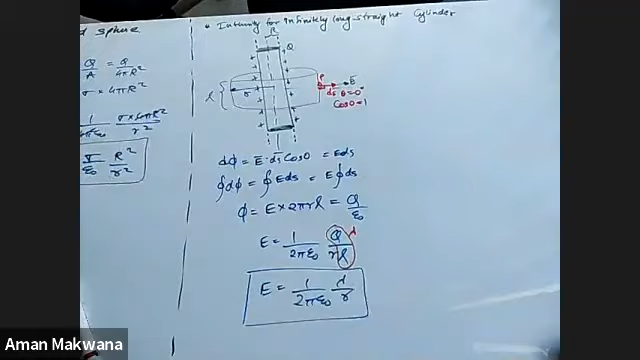 d sphere
Q/A = Q/4πR²
σ × 4πR²
1/4πε₀ σ×4πR²/r²
σ/ε₀ R²/r²
• Intensity for Infinitely long straight Cylinder
R
Q
l
r
P
ds
E
θ=0°
Cos0=1
dϕ = E·ds Cos0 = Eds
∮dϕ = ∮Eds = E∮ds
ϕ = E × 2πrl = Q/ε₀
E = 1/2πε₀ Q/rl λ
E = 1/2πε₀ λ/r
Aman Makwana